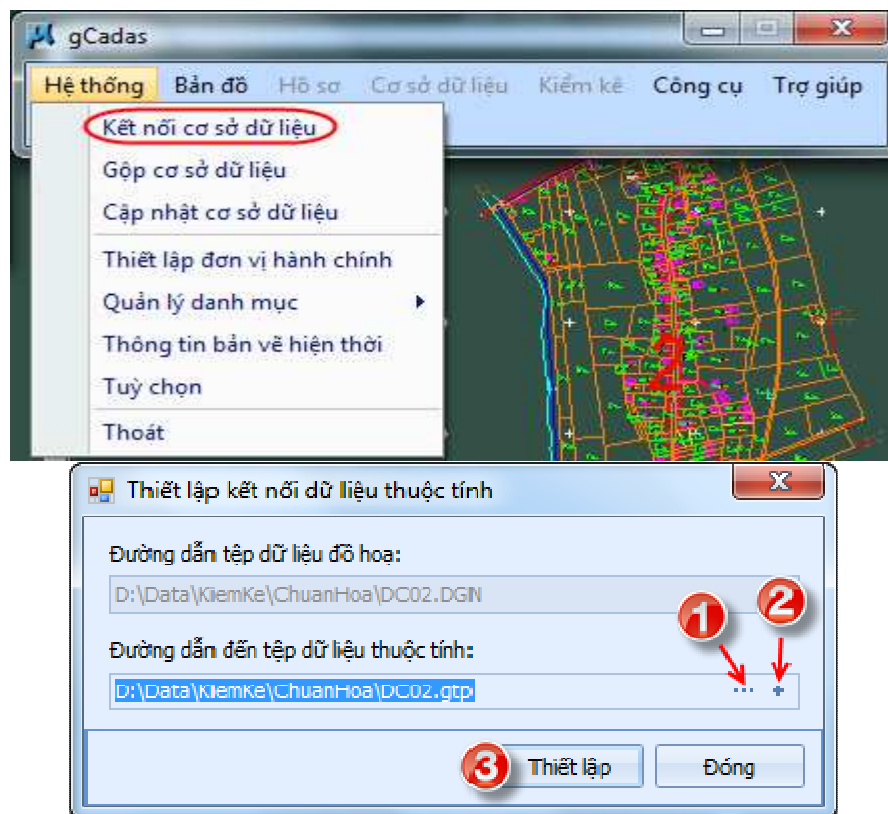 gCadas
Hệ thống Bản đồ Hồ sơ Cơ sở dữ liệu Kiểm kê Công cụ Trợ giúp
Kết nối cơ sở dữ liệu
Gộp cơ sở dữ liệu
Cập nhật cơ sở dữ liệu
Thiết lập đơn vị hành chính
Quản lý danh mục
Thông tin bản vẽ hiện thời
Tuỳ chọn
Thoát
2
Thiết lập kết nối dữ liệu thuộc tính
Đường dẫn tệp dữ liệu đồ hoạ:
D:\Data\KiemKe\ChuanHoa\DC02.DGN
1 2
Đường dẫn đến tệp dữ liệu thuộc tính:
D:\Data\KiemKe\ChuanHoa\DC02.gtp ... +
3 Thiết lập Đóng